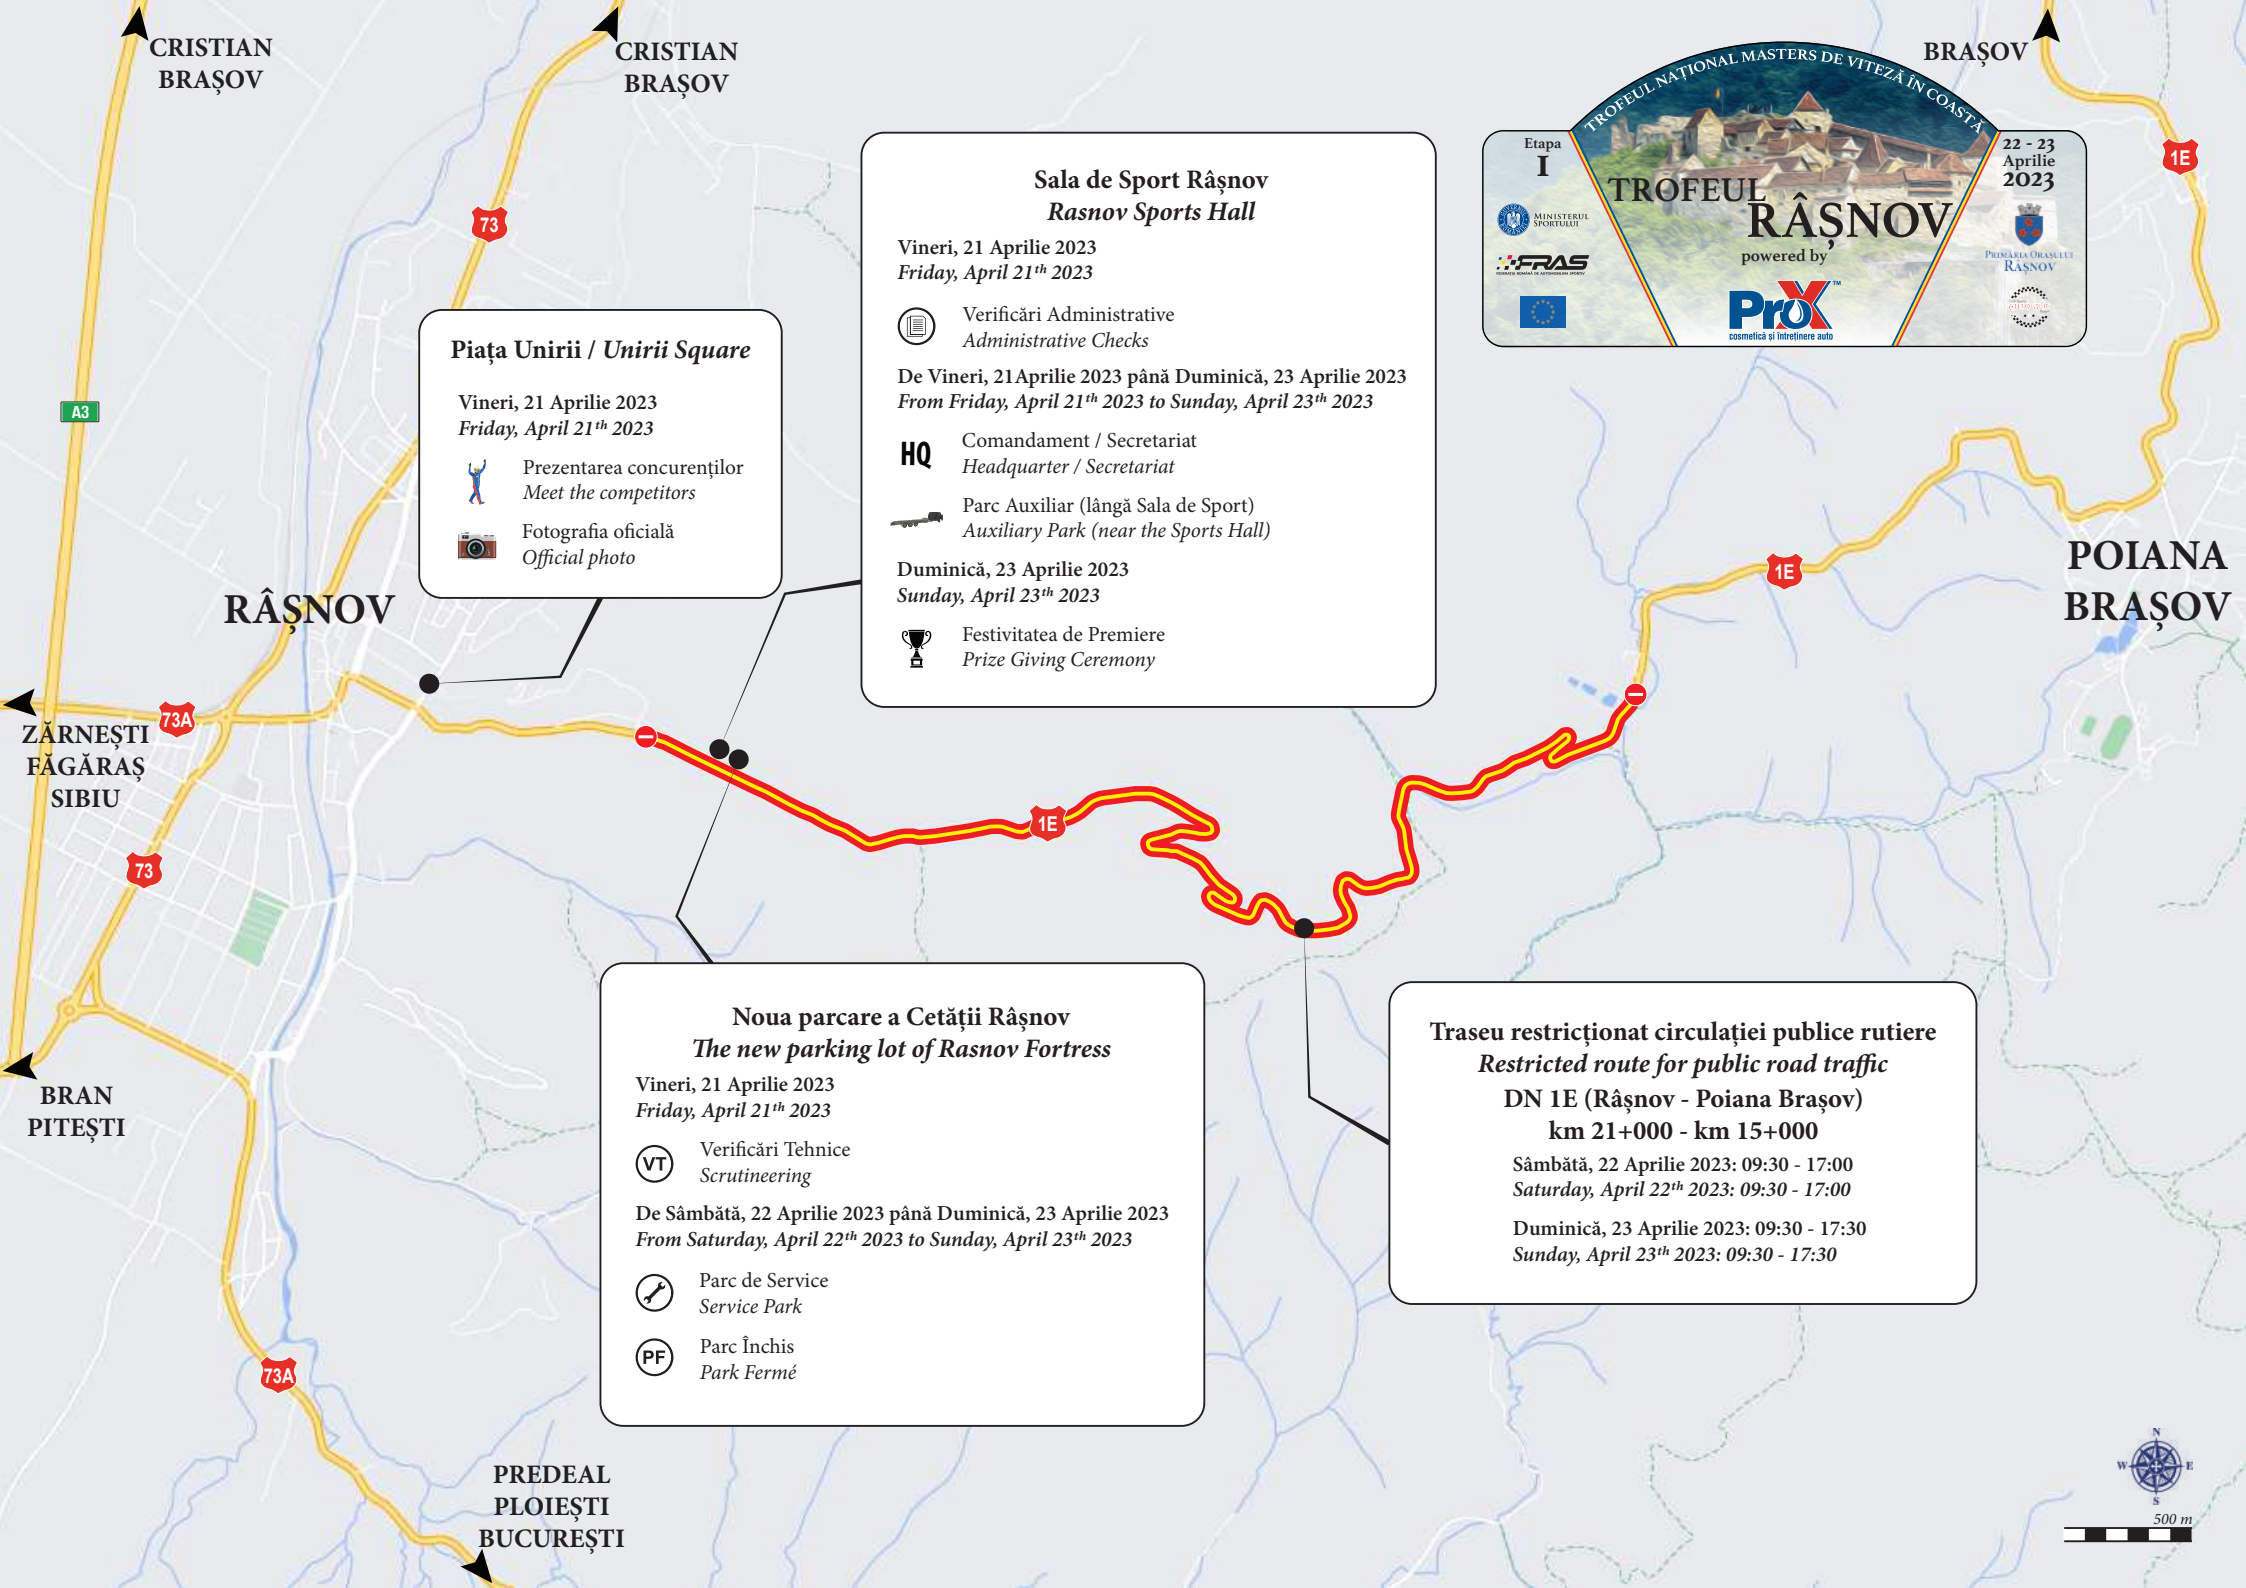 CRISTIAN
BRAȘOV
CRISTIAN
BRAȘOV
BRAȘOV
1E
TROFEUL NAȚIONAL MASTERS DE VITEZĂ ÎN COASTĂ
Etapa
I
22 - 23
Aprilie
2023
TROFEUL
RÂȘNOV
powered by
ProX™
cosmetică și întreținere auto
MINISTERUL
SPORTULUI
FRAS
FEDERAȚIA ROMÂNĂ DE AUTOMOBILISM SPORTIV
PRIMĂRIA ORAȘULUI
RÂȘNOV
73
A3
Piața Unirii / Unirii Square
Vineri, 21 Aprilie 2023
Friday, April 21th 2023
Prezentarea concurenților
Meet the competitors
Fotografia oficială
Official photo
Sala de Sport Râșnov
Rasnov Sports Hall
Vineri, 21 Aprilie 2023
Friday, April 21th 2023
Verificări Administrative
Administrative Checks
De Vineri, 21Aprilie 2023 până Duminică, 23 Aprilie 2023
From Friday, April 21th 2023 to Sunday, April 23th 2023
HQ
Comandament / Secretariat
Headquarter / Secretariat
Parc Auxiliar (lângă Sala de Sport)
Auxiliary Park (near the Sports Hall)
Duminică, 23 Aprilie 2023
Sunday, April 23th 2023
Festivitatea de Premiere
Prize Giving Ceremony
RÂȘNOV
1E
POIANA
BRAȘOV
73A
ZĂRNEȘTI
FĂGĂRAȘ
SIBIU
73
1E
BRAN
PITEȘTI
Noua parcare a Cetății Râșnov
The new parking lot of Rasnov Fortress
Vineri, 21 Aprilie 2023
Friday, April 21th 2023
VT
Verificări Tehnice
Scrutineering
De Sâmbătă, 22 Aprilie 2023 până Duminică, 23 Aprilie 2023
From Saturday, April 22th 2023 to Sunday, April 23th 2023
Parc de Service
Service Park
PF
Parc Închis
Park Fermé
Traseu restricționat circulației publice rutiere
Restricted route for public road traffic
DN 1E (Râșnov - Poiana Brașov)
km 21+000 - km 15+000
Sâmbătă, 22 Aprilie 2023: 09:30 - 17:00
Saturday, April 22th 2023: 09:30 - 17:00
Duminică, 23 Aprilie 2023: 09:30 - 17:30
Sunday, April 23th 2023: 09:30 - 17:30
73A
PREDEAL
PLOIEȘTI
BUCUREȘTI
N
W E
S
500 m